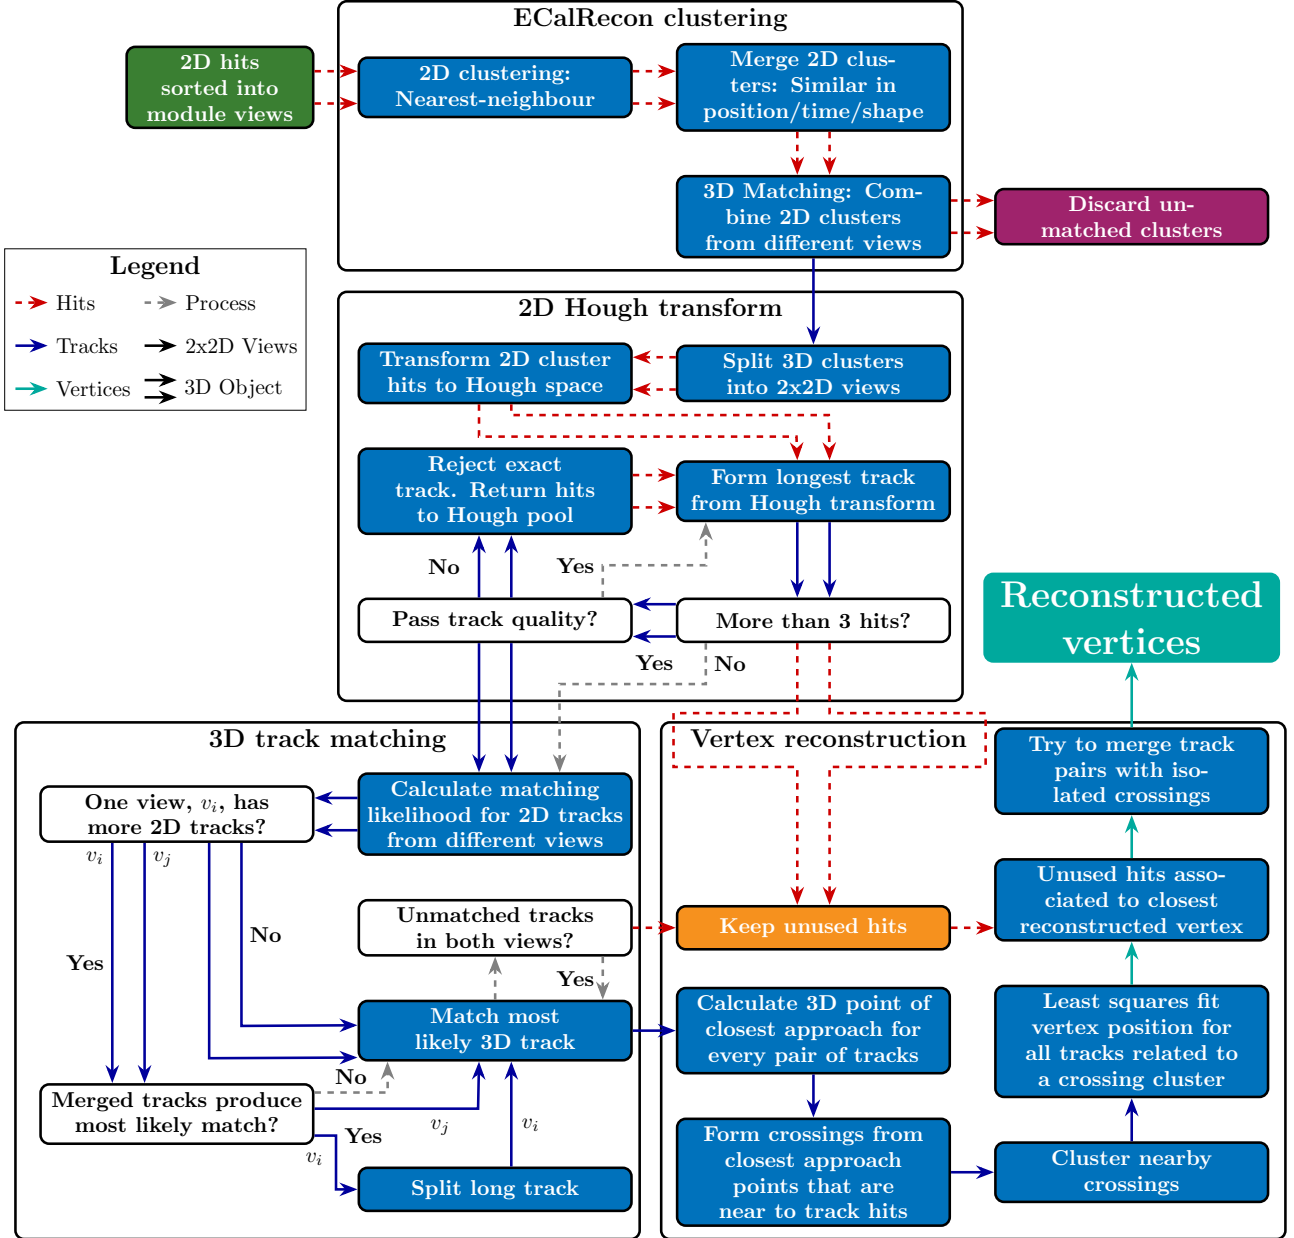 ECalRecon clustering
2D hits
sorted into
module views
2D clustering:
Nearest-neighbour
Merge 2D clus-
ters: Similar in
position/time/shape
3D Matching: Com-
bine 2D clusters
from different views
Discard un-
matched clusters
Legend
Hits
Process
Tracks
2x2D Views
Vertices
3D Object
2D Hough transform
Transform 2D cluster
hits to Hough space
Split 3D clusters
into 2x2D views
Reject exact
track. Return hits
to Hough pool
Form longest track
from Hough transform
No
Yes
Pass track quality?
More than 3 hits?
Yes
No
Reconstructed
vertices
3D track matching
Calculate matching
likelihood for 2D tracks
from different views
One view, vi, has
more 2D tracks?
vi
vj
No
Yes
Unmatched tracks
in both views?
Yes
Match most
likely 3D track
No
Merged tracks produce
most likely match?
Yes
vj
vi
vi
Split long track
Vertex reconstruction
Try to merge track
pairs with iso-
lated crossings
Unused hits asso-
ciated to closest
reconstructed vertex
Keep unused hits
Calculate 3D point of
closest approach for
every pair of tracks
Least squares fit
vertex position for
all tracks related to
a crossing cluster
Form crossings from
closest approach
points that are
near to track hits
Cluster nearby
crossings